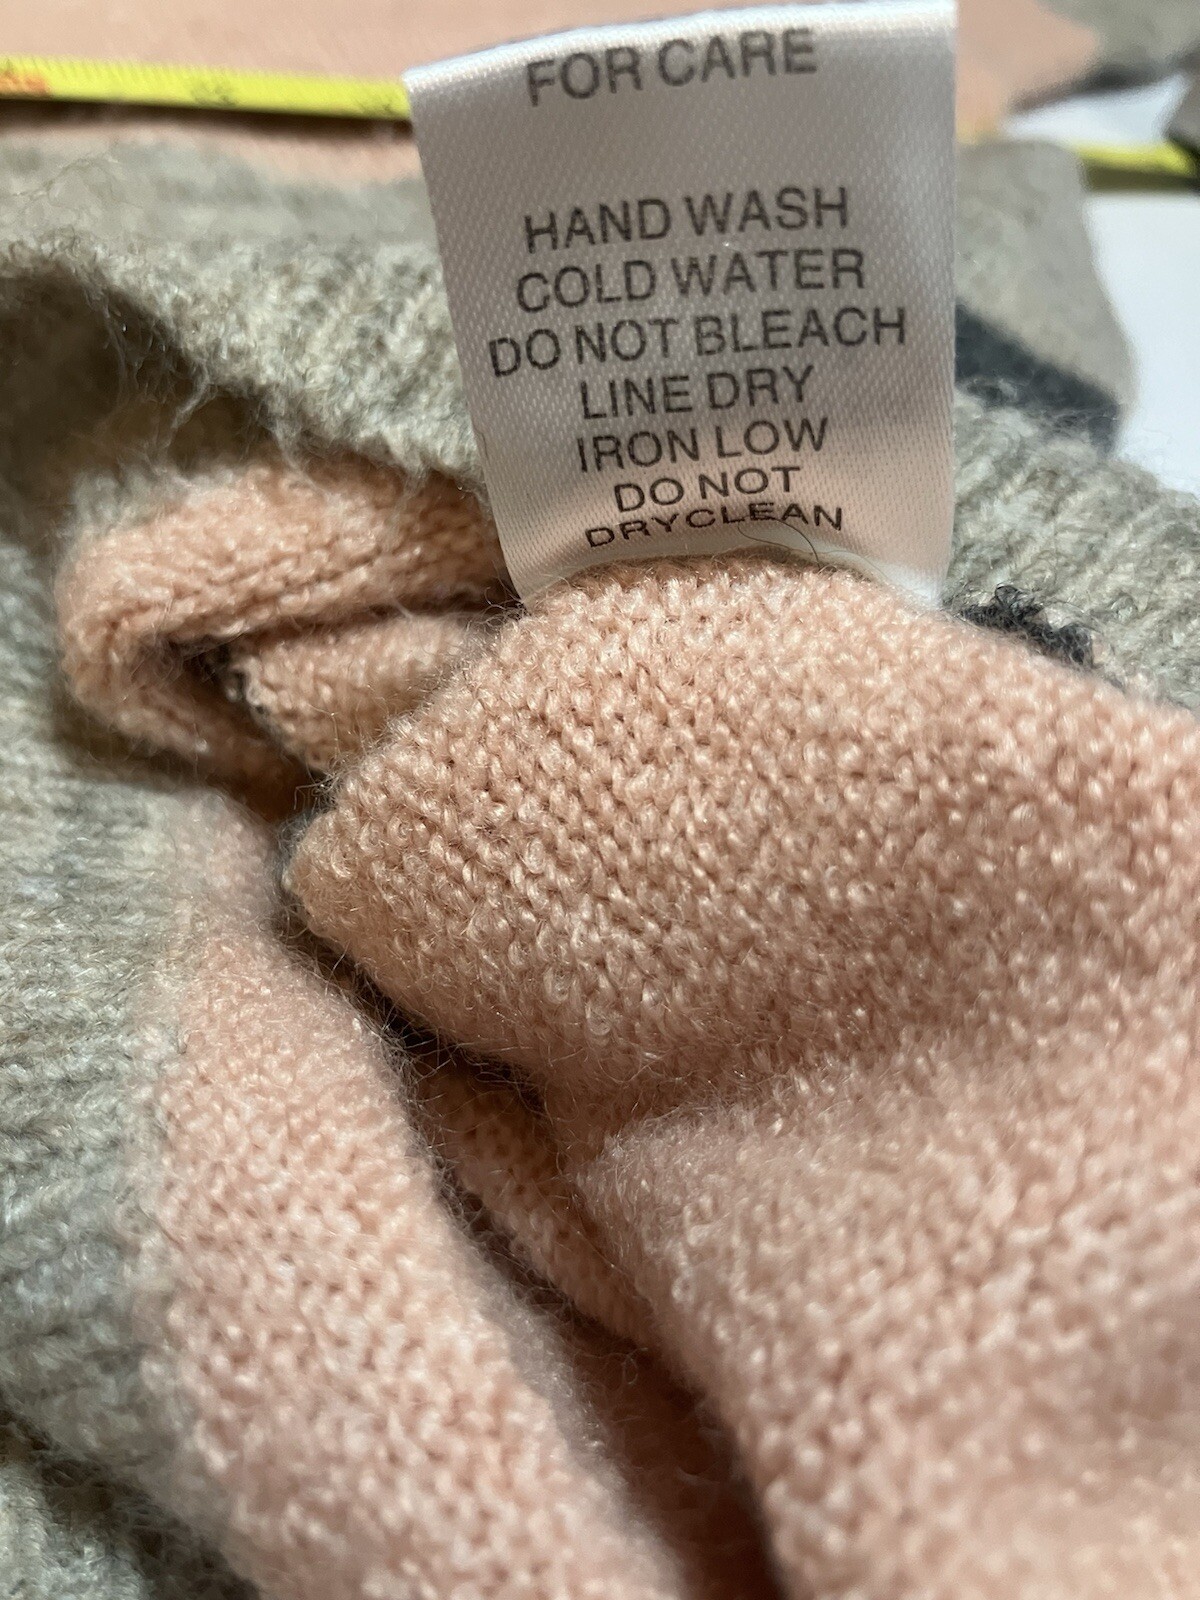 FOR CARE
HAND WASH
COLD WATER
DO NOT BLEACH
LINE DRY
IRON LOW
DO NOT
DRYCLEAN